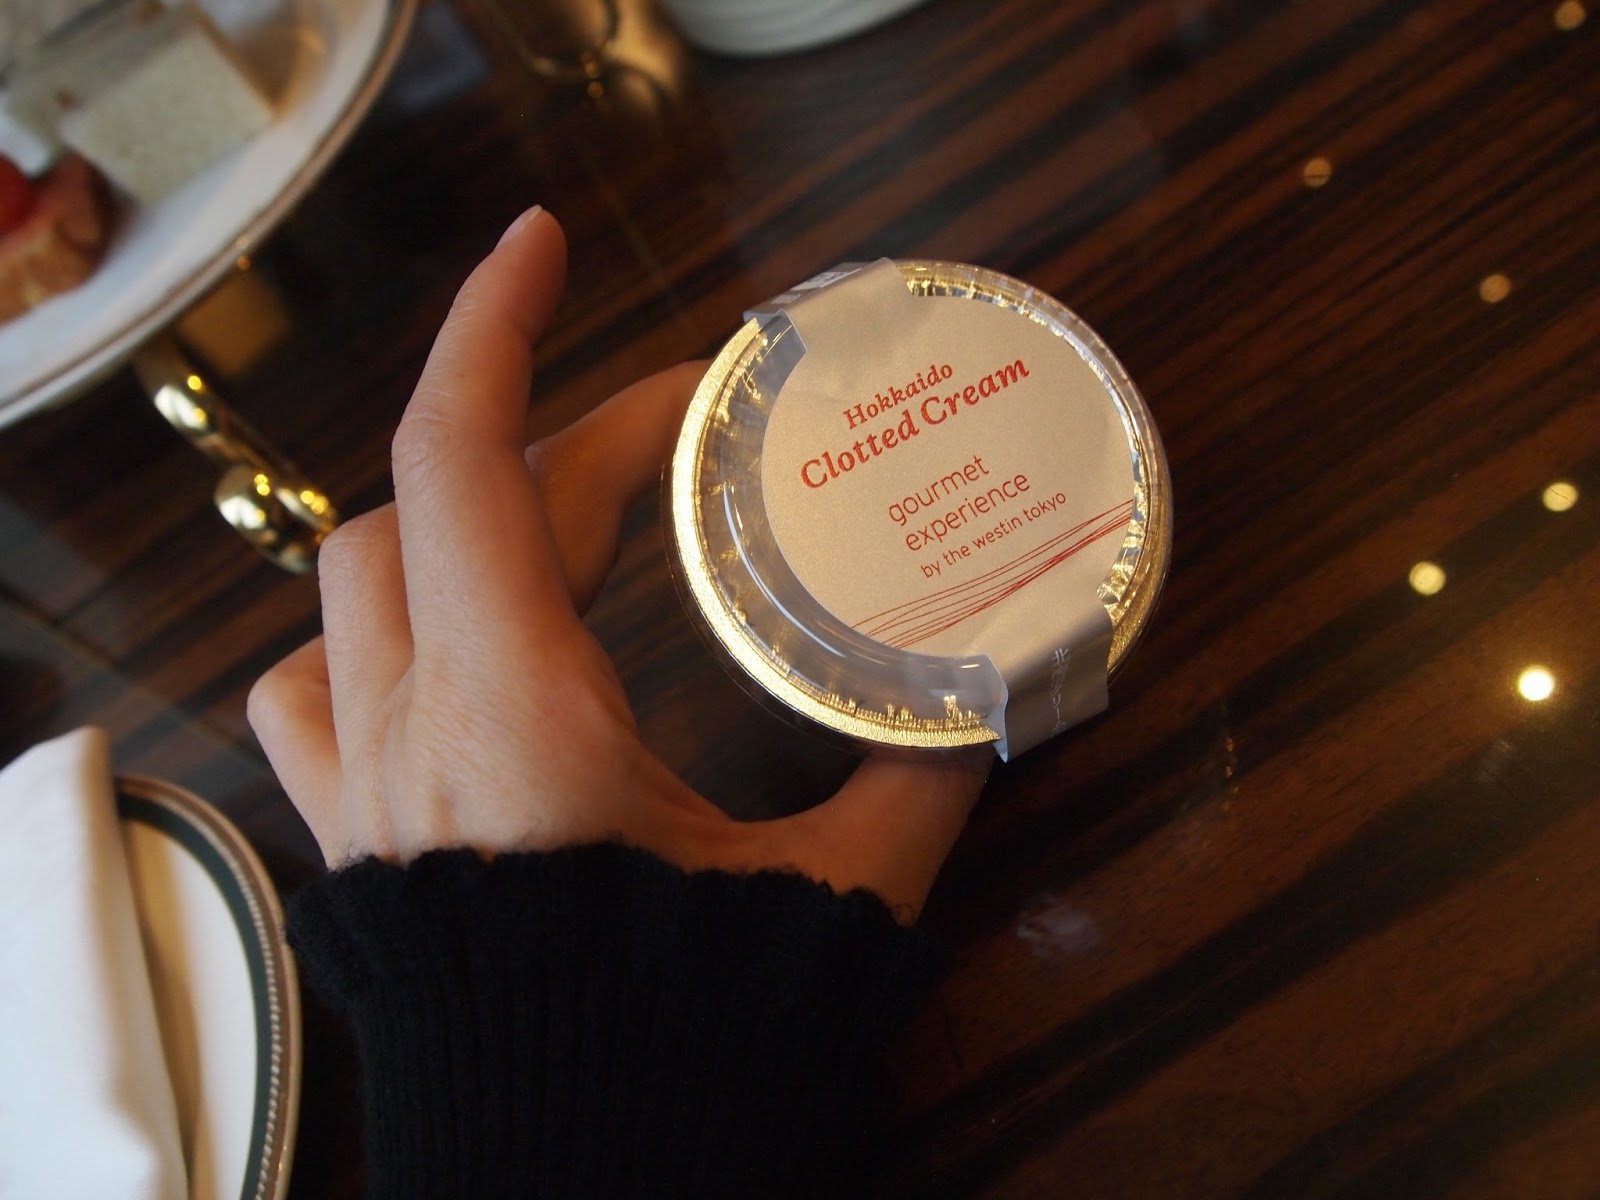 Hokkaido
Clotted Cream
gourmet
experience
by the westin tokyo